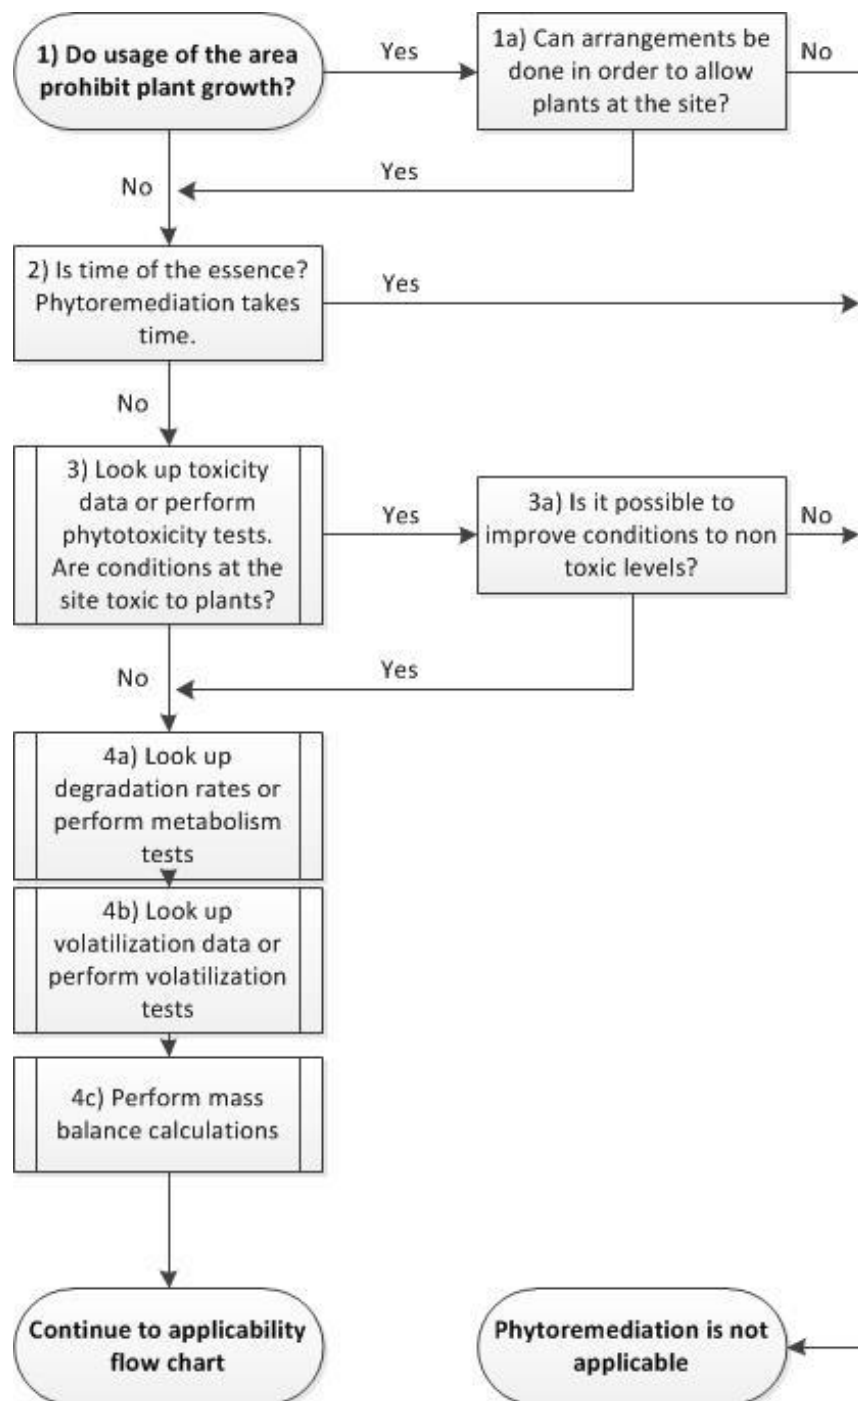 1) Do usage of the area
prohibit plant growth?
Yes
1a) Can arrangements be
done in order to allow
plants at the site?
No
Yes
No
2) Is time of the essence?
Phytoremediation takes
time.
Yes
No
3) Look up toxicity
data or perform
phytotoxicity tests.
Are conditions at the
site toxic to plants?
Yes
3a) Is it possible to
improve conditions to non
toxic levels?
No
Yes
No
4a) Look up
degradation rates or
perform metabolism
tests
4b) Look up
volatilization data or
perform volatilization
tests
4c) Perform mass
balance calculations
Continue to applicability
flow chart
Phytoremediation is not
applicable